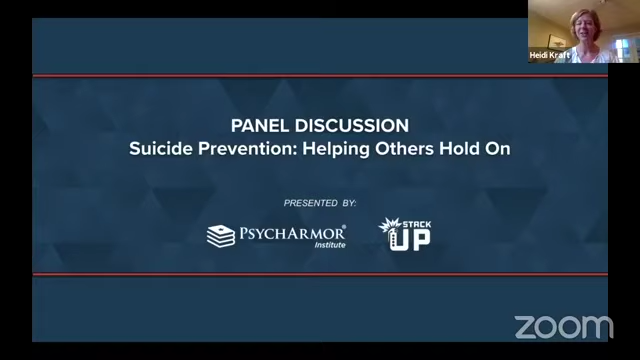 Heidi Kraft
PANEL DISCUSSION
Suicide Prevention: Helping Others Hold On
PRESENTED BY:
PSYCHARMOR®
Institute
STACK
UP
zoom